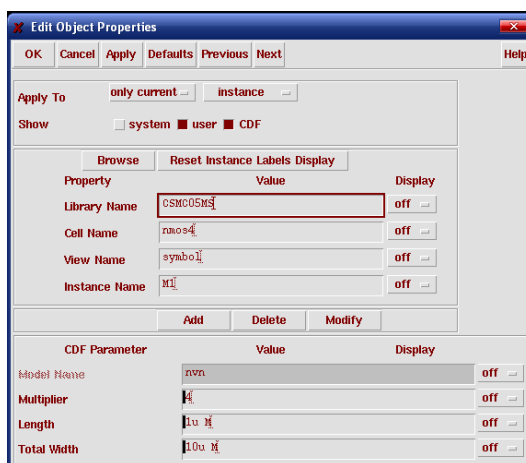 Edit Object Properties
OK Cancel Apply Defaults Previous Next Help
Apply To only current instance
Show system user CDF
Browse Reset Instance Labels Display
Property Value Display
Library Name CSMC05MS off
Cell Name nmos4 off
View Name symbol off
Instance Name M1 off
Add Delete Modify
CDF Parameter Value Display
Model Name nvn off
Multiplier 4 off
Length 1u M off
Total Width 10u M off